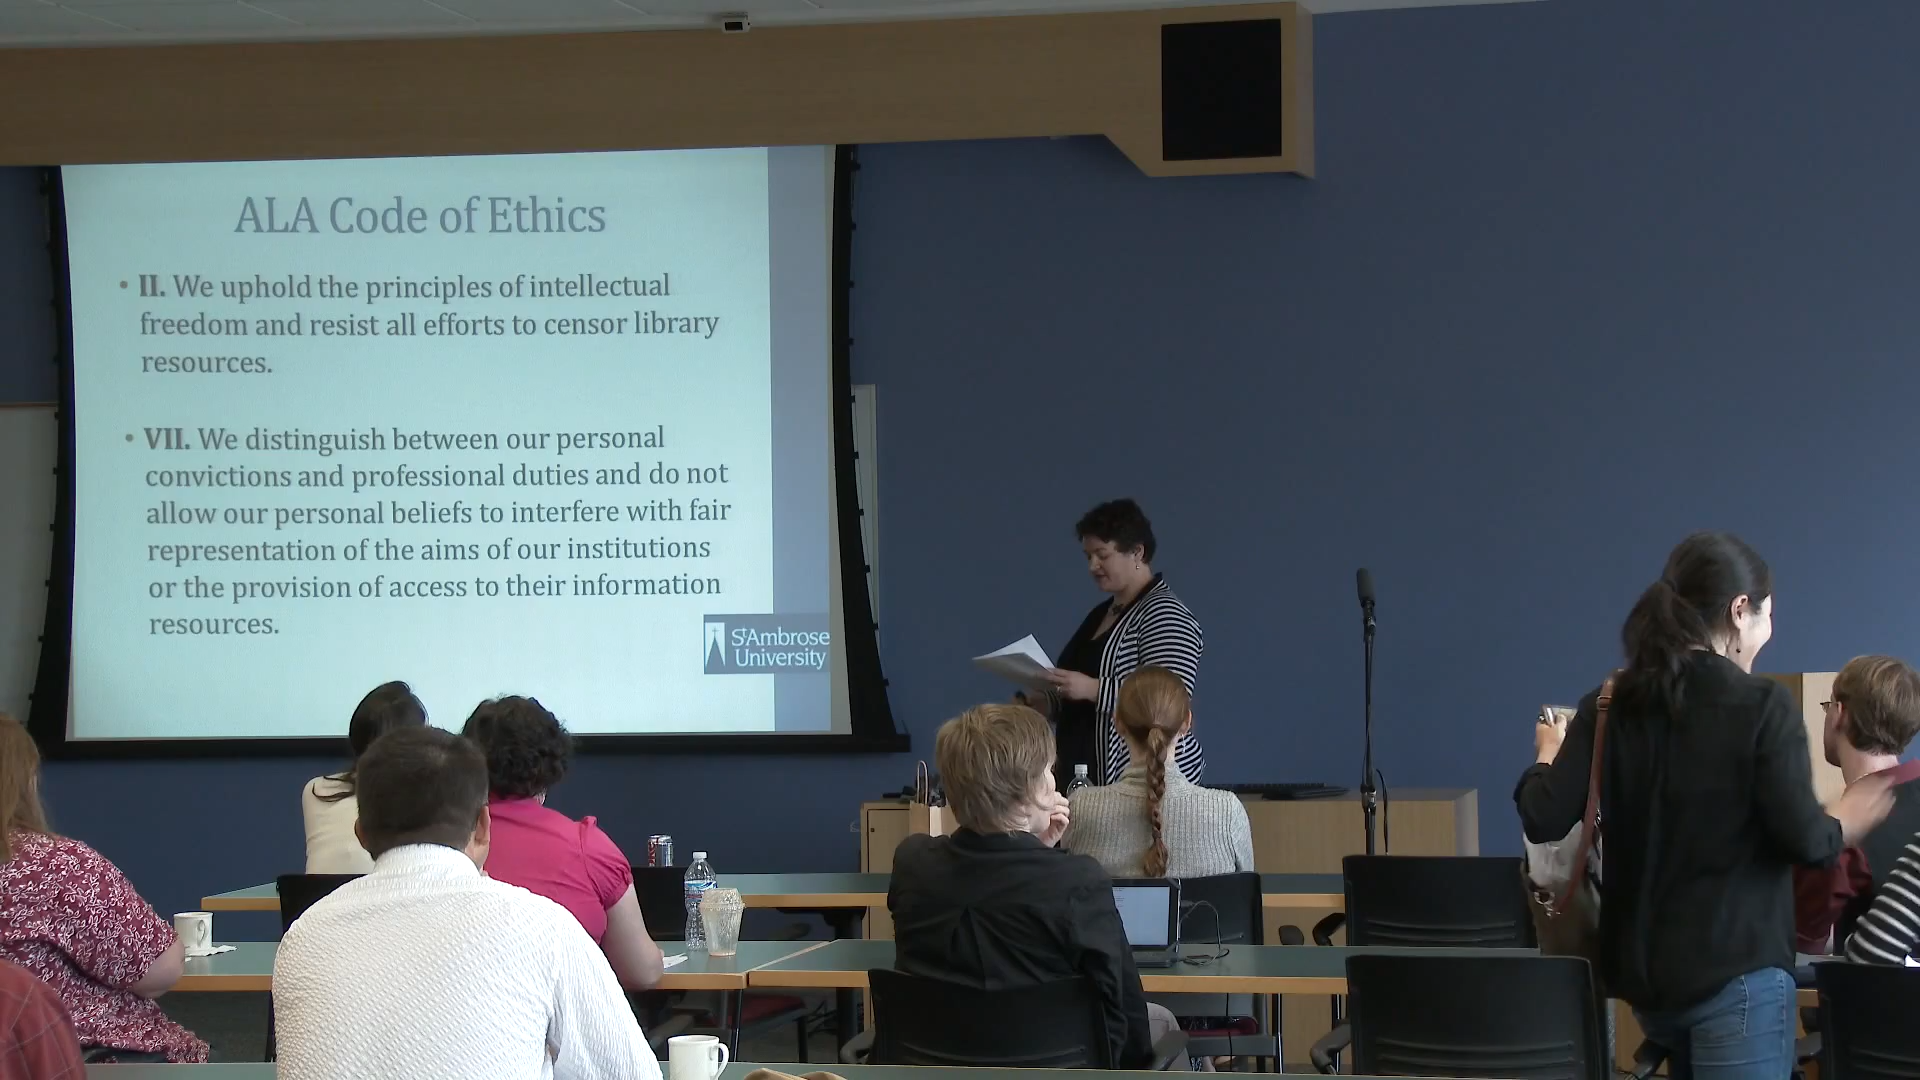 ALA Code of Ethics
• II. We uphold the principles of intellectual
freedom and resist all efforts to censor library
resources.
• VII. We distinguish between our personal
convictions and professional duties and do not
allow our personal beliefs to interfere with fair
representation of the aims of our institutions
or the provision of access to their information
resources.
St Ambrose
University